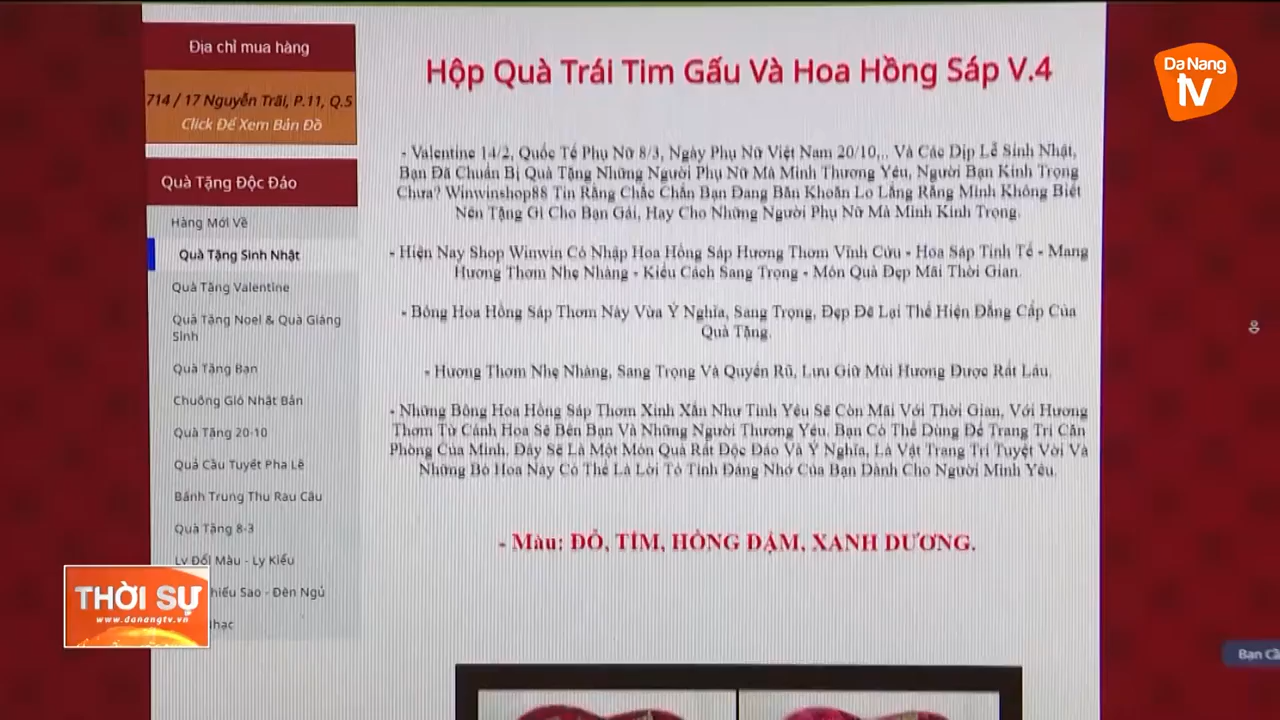 Địa chỉ mua hàng
714 / 17 Nguyễn Trãi, P.11, Q.5
Click Để Xem Bản Đồ
Quà Tặng Độc Đáo
Hàng Mới Về
Quà Tặng Sinh Nhật
Quà Tặng Valentine
Quà Tặng Noel & Quà Giáng
Sinh
Quà Tặng Bạn
Chuông Gió Nhật Bản
Quà Tặng 20-10
Quả Cầu Tuyết Pha Lê
Bánh Trung Thu Rau Câu
Quà Tặng 8-3
Ly Đổi Màu - Ly Kiểu
hiếu Sao - Đèn Ngủ
Nhạc
Hộp Quà Trái Tim Gấu Và Hoa Hồng Sáp V.4
- Valentine 14/2, Quốc Tế Phụ Nữ 8/3, Ngày Phụ Nữ Việt Nam 20/10,.. Và Các Dịp Lễ Sinh Nhật,
Bạn Đã Chuẩn Bị Quà Tặng Những Người Phụ Nữ Mà Mình Thương Yêu, Người Bạn Kính Trọng
Chưa? Winwinshop88 Tin Rằng Chắc Chắn Bạn Đang Băn Khoăn Lo Lắng Rằng Mình Không Biết
Nên Tặng Gì Cho Bạn Gái, Hay Cho Những Người Phụ Nữ Mà Mình Kính Trọng.
- Hiện Nay Shop Winwin Có Nhập Hoa Hồng Sáp Hương Thơm Vĩnh Cửu - Hoa Sáp Tinh Tế - Mang
Hương Thơm Nhẹ Nhàng - Kiểu Cách Sang Trọng - Món Quà Đẹp Mãi Thời Gian.
- Bông Hoa Hồng Sáp Thơm Này Vừa Ý Nghĩa, Sang Trọng, Đẹp Đẽ Lại Thể Hiện Đẳng Cấp Của
Quà Tặng.
- Hương Thơm Nhẹ Nhàng, Sang Trọng Và Quyến Rũ, Lưu Giữ Mùi Hương Được Rất Lâu.
- Những Bông Hoa Hồng Sáp Thơm Xinh Xắn Như Tình Yêu Sẽ Còn Mãi Với Thời Gian, Với Hương
Thơm Từ Cánh Hoa Sẽ Bên Bạn Và Những Người Thương Yêu. Bạn Có Thể Dùng Để Trang Trí Căn
Phòng Của Mình. Đây Sẽ Là Một Món Quà Rất Độc Đáo Và Ý Nghĩa, Là Vật Trang Trí Tuyệt Vời Và
Những Bó Hoa Này Có Thể Là Lời Tỏ Tình Đáng Nhớ Của Bạn Dành Cho Người Mình Yêu.
- Màu: ĐỎ, TÍM, HỒNG ĐẬM, XANH DƯƠNG.
Da Nang
tv
THỜI SỰ
www.danangtv.vn
Bạn Cầ